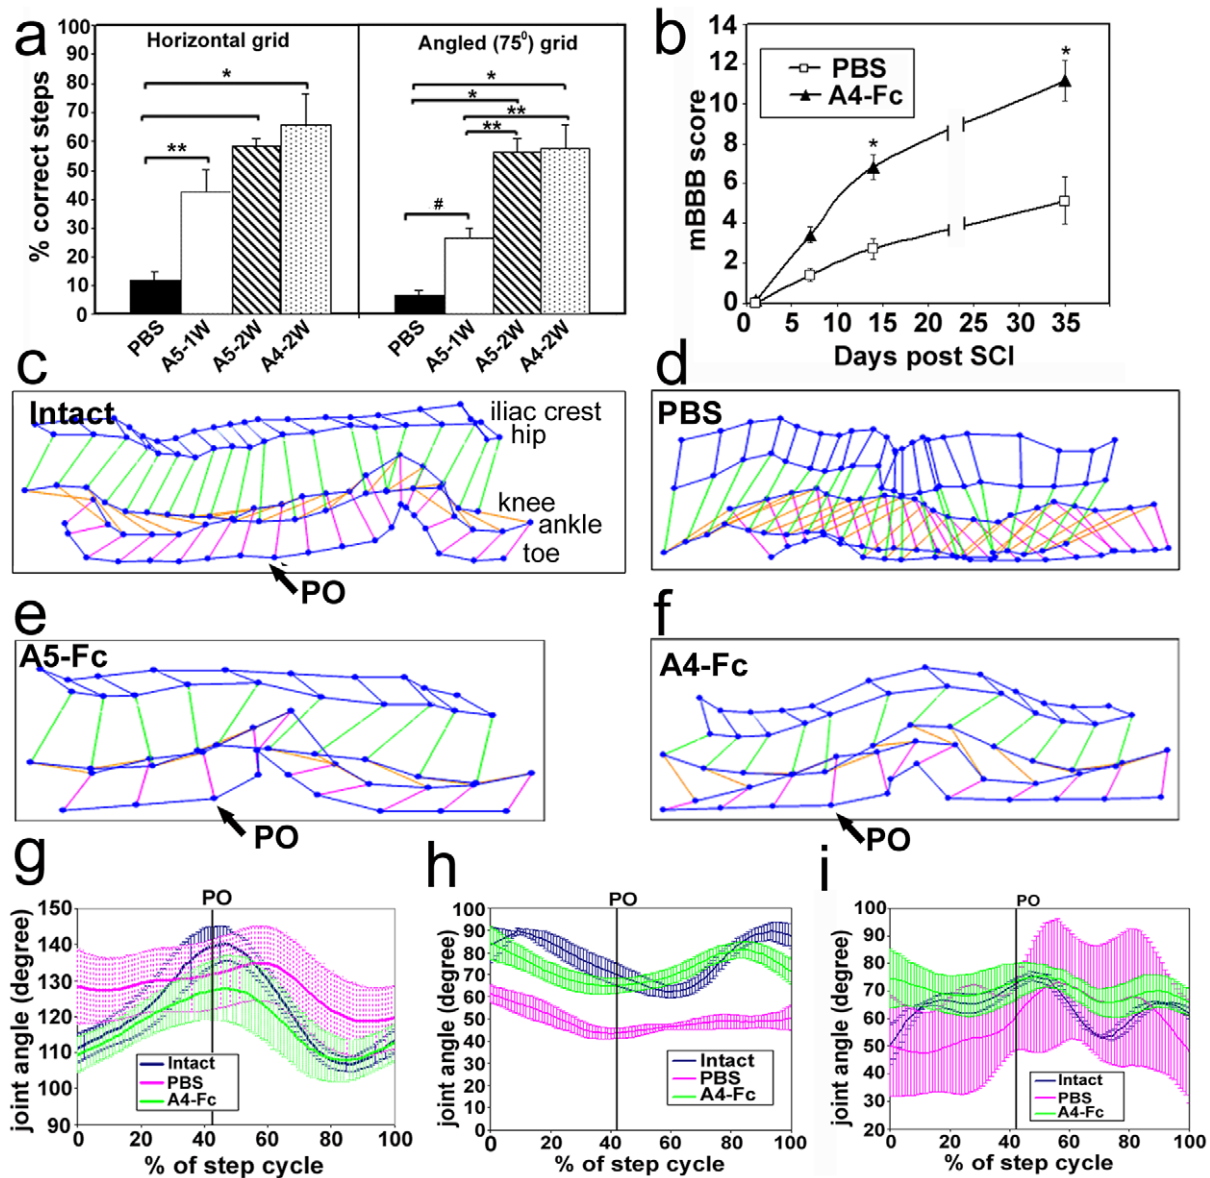 a
% correct steps
100
90
80
70
60
50
40
30
20
10
0
Horizontal grid
*
**
PBS
A5-1W
A5-2W
A4-2W
Angled (75⁰) grid
*
*
**
**
#
PBS
A5-1W
A5-2W
A4-2W
b
mBBB score
14
12
10
8
6
4
2
0
PBS
A4-Fc
*
*
0 5 10 15 20 25 30 35
Days post SCI
c
Intact
iliac crest
hip
knee
ankle
toe
PO
d
PBS
e
A5-Fc
PO
f
A4-Fc
PO
g
PO
joint angle (degree)
150
140
130
120
110
100
90
Intact
PBS
A4-Fc
0 20 40 60 80 100
% of step cycle
h
PO
joint angle (degree)
100
90
80
70
60
50
40
30
20
10
0
Intact
PBS
A4-Fc
0 20 40 60 80 100
% of step cycle
i
PO
joint angle (degree)
100
90
80
70
60
50
40
30
20
Intact
PBS
A4-Fc
0 20 40 60 80 100
% of step cycle